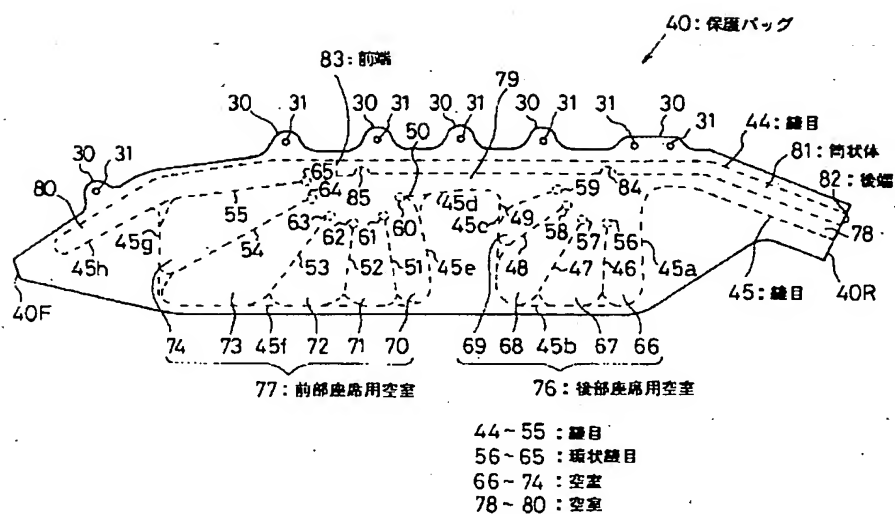 40:保護バッグ
83:前端
79
30 31 30 31 50 30 31 30 31 31 30
31
44:縫目
81:筒状体
82:後端
30 31
80
65 85 84
64 60 59
55 45d
63 62 61 45c 49 58 57 56 78
45g 54 45a
45h 53 52 51 45e 48 47 46
45:縫目
40F 69 40R
74 73 45f 72 71 70 68 45b 67 66
77:前部座席用空室 76:後部座席用空室
44~55:縫目
56~65:環状縫目
66~74:空室
78~80:空室